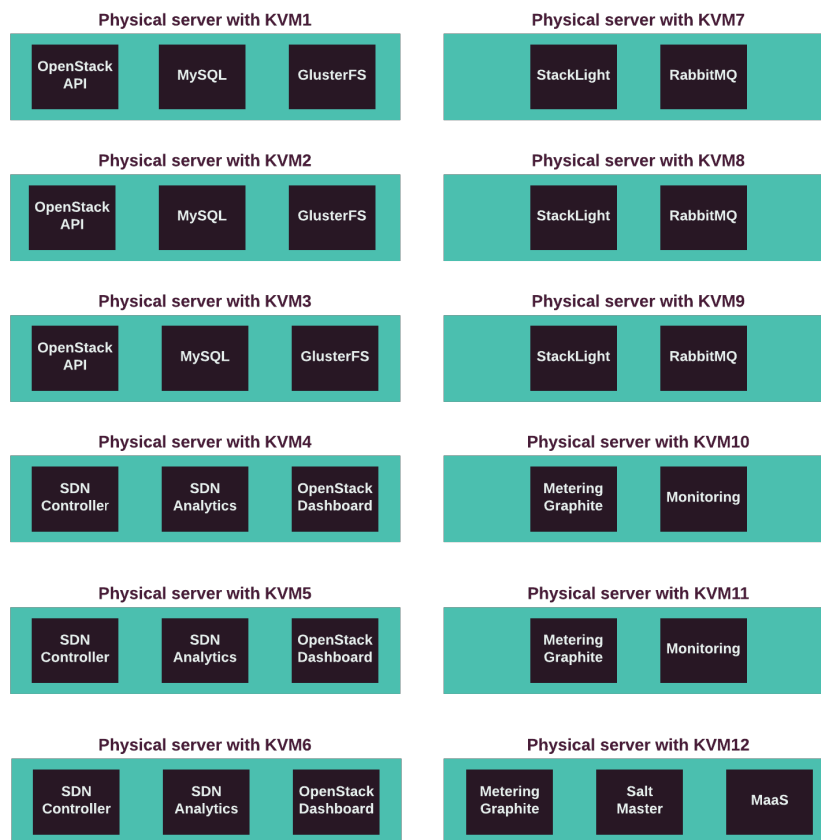 Physical server with KVM1
OpenStack
API
MySQL
GlusterFS
Physical server with KVM2
OpenStack
API
MySQL
GlusterFS
Physical server with KVM3
OpenStack
API
MySQL
GlusterFS
Physical server with KVM4
SDN
Controller
SDN
Analytics
OpenStack
Dashboard
Physical server with KVM5
SDN
Controller
SDN
Analytics
OpenStack
Dashboard
Physical server with KVM6
SDN
Controller
SDN
Analytics
OpenStack
Dashboard
Physical server with KVM7
StackLight
RabbitMQ
Physical server with KVM8
StackLight
RabbitMQ
Physical server with KVM9
StackLight
RabbitMQ
Physical server with KVM10
Metering
Graphite
Monitoring
Physical server with KVM11
Metering
Graphite
Monitoring
Physical server with KVM12
Metering
Graphite
Salt
Master
MaaS